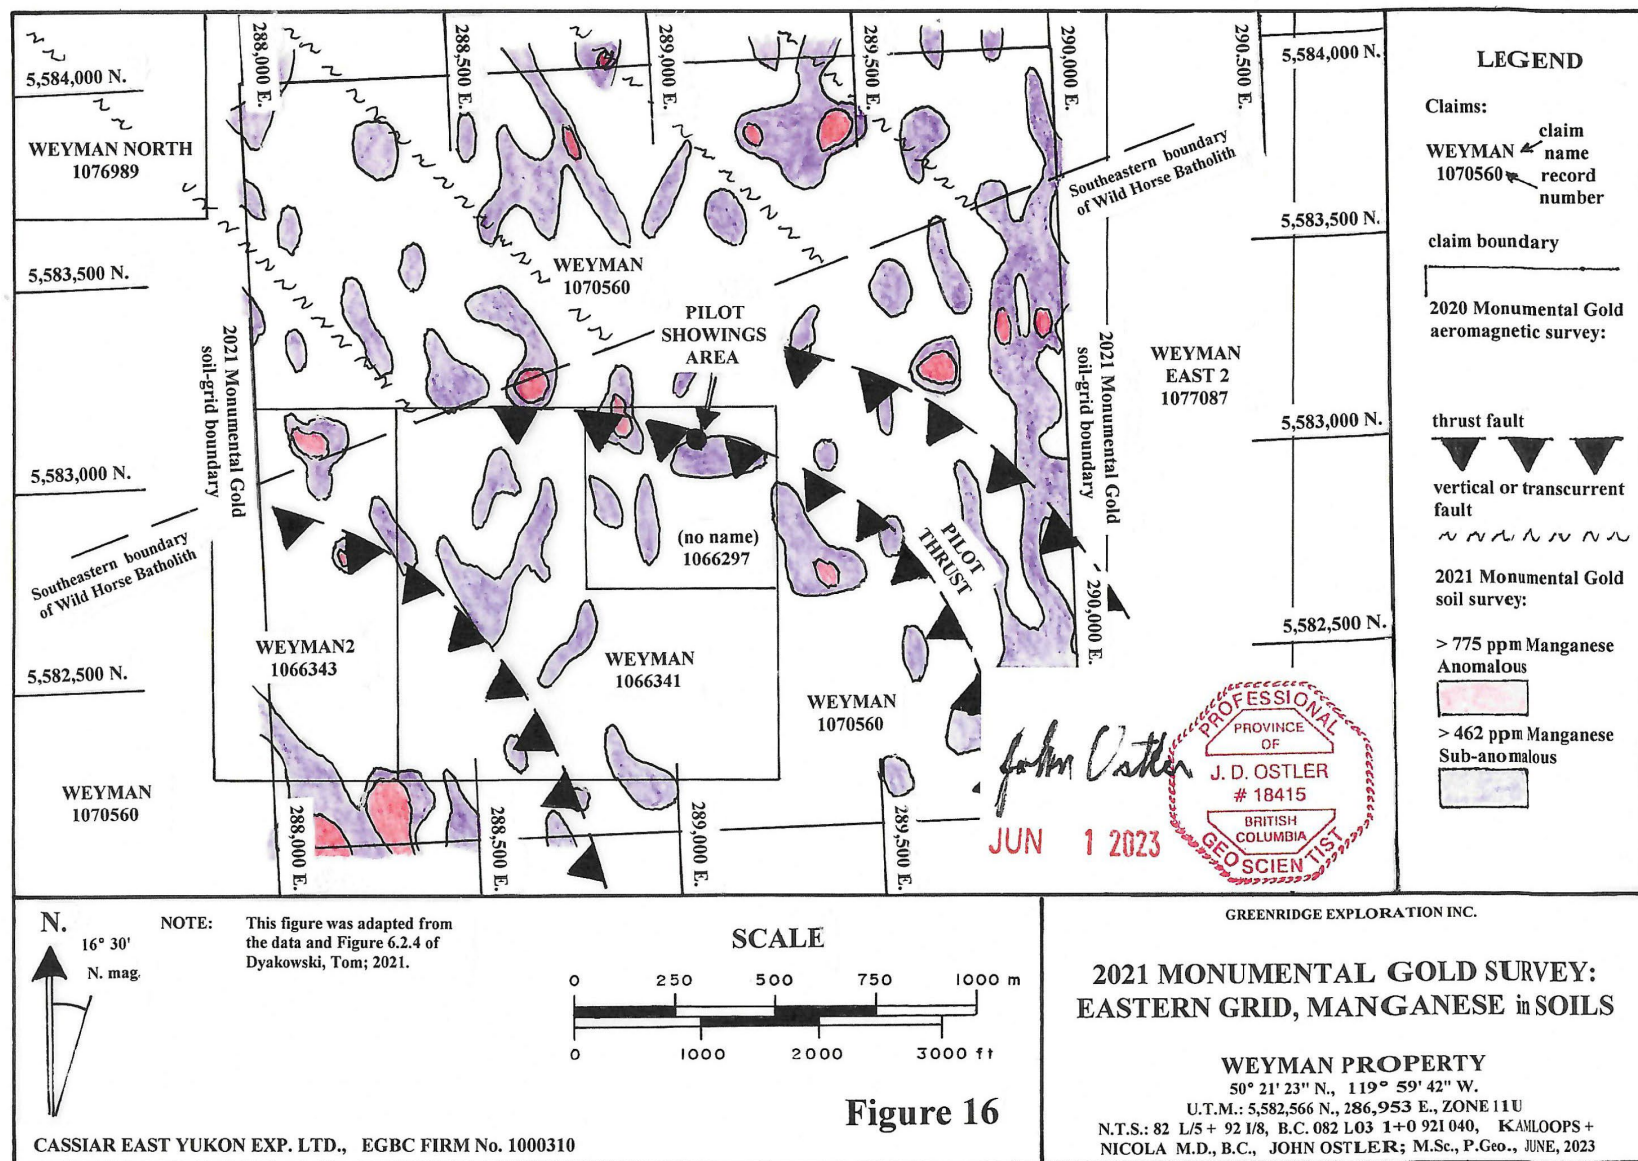 288,000 E.
288,500 E.
289,000 E.
289,500 E.
290,000 E.
290,500 E.
5,584,000 N.
5,584,000 N.
WEYMAN NORTH
1076989
Southeastern boundary
of Wild Horse Batholith
5,583,500 N.
5,583,500 N.
WEYMAN
1070560
PILOT
SHOWINGS
AREA
2021 Monumental Gold
soil-grid boundary
2021 Monumental Gold
soil-grid boundary
WEYMAN
EAST 2
1077087
5,583,000 N.
5,583,000 N.
Southeastern boundary
of Wild Horse Batholith
(no name)
1066297
PILOT
THRUST
290,000 E.
5,582,500 N.
5,582,500 N.
WEYMAN2
1066343
WEYMAN
1066341
WEYMAN
1070560
WEYMAN
1070560
288,000 E.
288,500 E.
289,000 E.
289,500 E.
John Ostler
JUN 1 2023
PROFESSIONAL
PROVINCE
OF
J. D. OSTLER
# 18415
BRITISH
COLUMBIA
GEOSCIENTIST
LEGEND
Claims:
WEYMAN
1070560
claim
name
record
number
claim boundary
2020 Monumental Gold
aeromagnetic survey:
thrust fault
vertical or transcurrent
fault
2021 Monumental Gold
soil survey:
> 775 ppm Manganese
Anomalous
> 462 ppm Manganese
Sub-anomalous
N.
16° 30'
N. mag.
NOTE: This figure was adapted from
the data and Figure 6.2.4 of
Dyakowski, Tom; 2021.
SCALE
0 250 500 750 1000 m
0 1000 2000 3000 ft
Figure 16
CASSIAR EAST YUKON EXP. LTD., EGBC FIRM No. 1000310
GREENRIDGE EXPLORATION INC.
2021 MONUMENTAL GOLD SURVEY:
EASTERN GRID, MANGANESE in SOILS
WEYMAN PROPERTY
50° 21' 23" N., 119° 59' 42" W.
U.T.M.: 5,582,566 N., 286,953 E., ZONE 11U
N.T.S.: 82 L/5 + 92 I/8, B.C. 082 L03 1+0 921 040, KAMLOOPS +
NICOLA M.D., B.C., JOHN OSTLER; M.Sc., P.Geo., JUNE, 2023